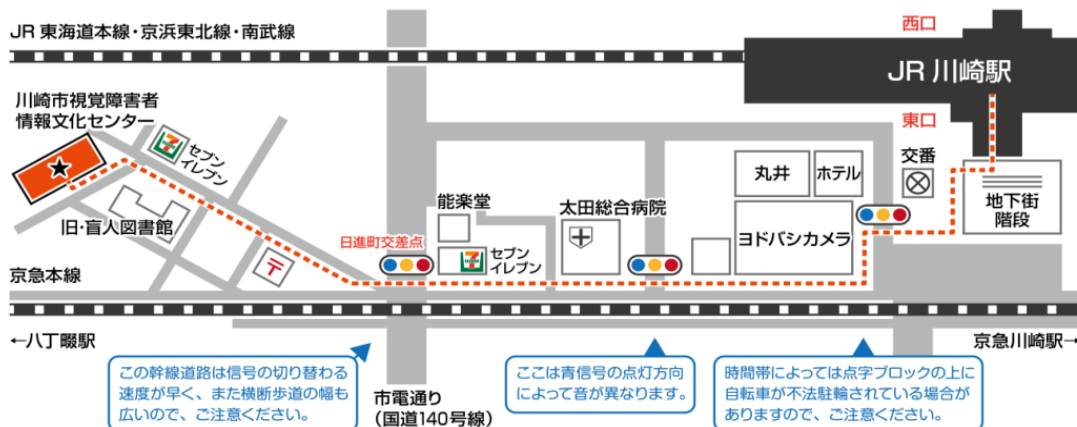 JR 東海道本線・京浜東北線・南武線
西口
JR 川崎駅
川崎市視覚障害者
情報文化センター
東口
セブン
イレブン
交番
丸井
ホテル
地下街
階段
能楽堂
太田総合病院
旧・盲人図書館
ヨドバシカメラ
日進町交差点
セブン
イレブン
京急本線
←八丁畷駅
京急川崎駅→
この幹線道路は信号の切り替わる
速度が早く、また横断歩道の幅も
広いので、ご注意ください。
ここは青信号の点灯方向
によって音が異なります。
時間帯によっては点字ブロックの上に
自転車が不法駐輪されている場合が
ありますので、ご注意ください。
市電通り
（国道140号線）